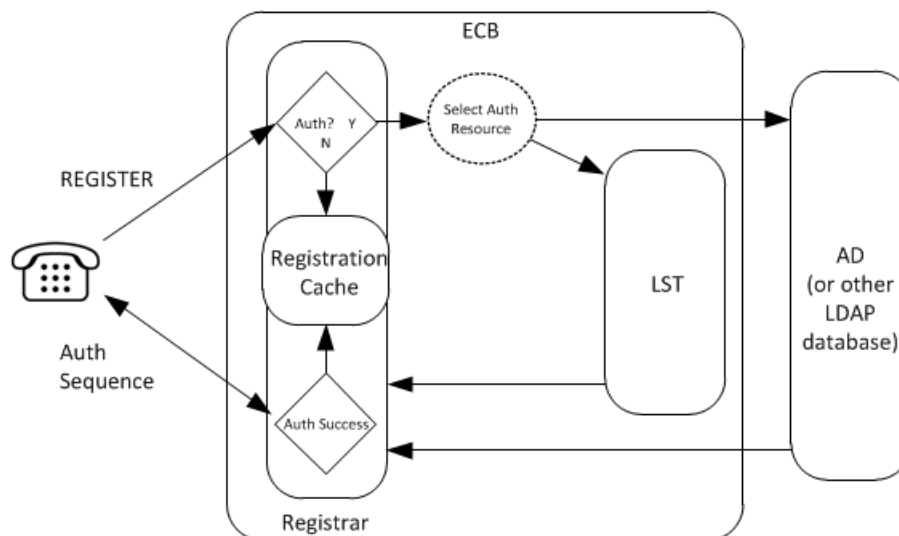 ECB
Auth? Y
N
Select Auth
Resource
REGISTER
Registration
Cache
LST
AD
(or other
LDAP
database)
Auth
Sequence
Auth Success
Registrar